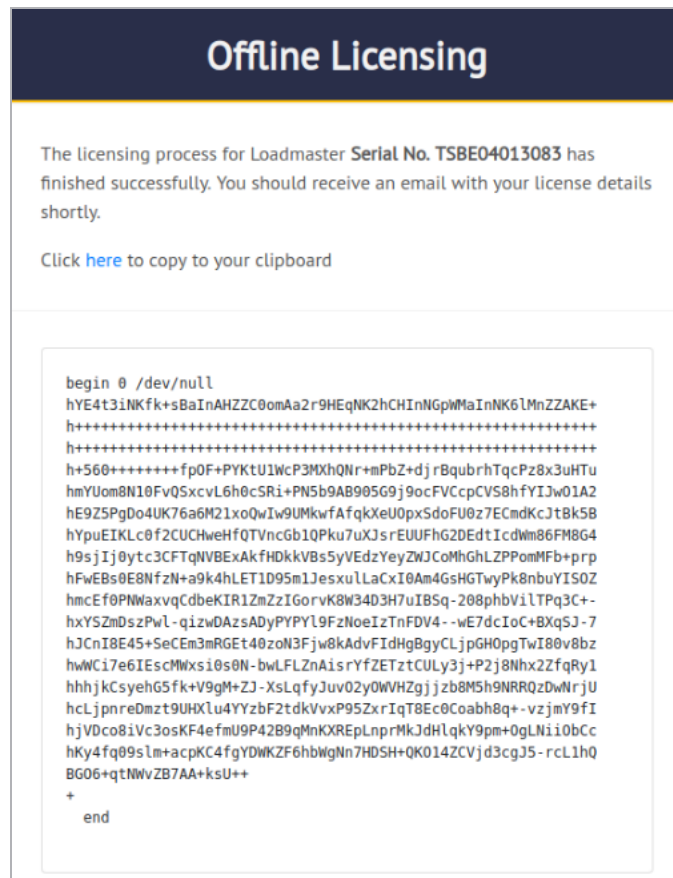 Offline Licensing
The licensing process for Loadmaster Serial No. TSBE04013083 has
finished successfully. You should receive an email with your license details
shortly.
Click here to copy to your clipboard
begin 0 /dev/null
hYE4t3iNKfk+sBaInAHZZC0omAa2r9HEqNK2hCHInNGpWMaInNK6lMnZZAKE+
h++++++++++++++++++++++++++++++++++++++++++++++++++++++++++++
h++++++++++++++++++++++++++++++++++++++++++++++++++++++++++++
h+560++++++++fpOF+PYKtU1WcP3MXhQNr+mPbZ+djrBqubrhTqcPz8x3uHTu
hmYUom8N10FvQSxcvL6h0cSRi+PN5b9AB905G9j9ocFVCcpCVS8hfYIJwO1A2
hE9Z5PgDo4UK76a6M21xoQwIw9UMkwfAfqkXeUOpxSdoFU0z7ECmdKcJtBk5B
hYpuEIKLc0f2CUCHweHfQTVncGb1QPku7uXJsrEUUFhG2DEdtIcdWm86FM8G4
h9sjIj0ytc3CFTqNVBExAkfHDkkVBs5yVEdzYeyZWJCoMhGhLZPPomMFb+prp
hFwEBs0E8NfzN+a9k4hLET1D95m1JesxulLaCxI0Am4GsHGTwyPk8nbuYISOZ
hmcEf0PNWaxvqCdbeKIR1ZmZzIGorvK8W34D3H7uIBSq-208phbVilTPq3C+-
hxYSZmDszPwl-qizwDAzsADyPYPYl9FzNoeIzTnFDV4--wE7dcIoC+BXqSJ-7
hJCnI8E45+SeCEm3mRGEt40zoN3Fjw8kAdvFIdHgBgyCLjpGHOpgTwI80v8bz
hwWCi7e6IEscMWxsi0s0N-bwLFLZnAisrYfZETztCULy3j+P2j8Nhx2ZfqRy1
hhhjkCsyehG5fk+V9gM+ZJ-XsLqfyJuvO2yOWVHZgjjzb8M5h9NRRQzDwNrjU
hcLjpnreDmzt9UHXlu4YYzbF2tdkVvxP95ZxrIqT8Ec0Coabh8q+-vzjmY9fI
hjVDco8iVc3osKF4efmU9P42B9qMnKXREpLnprMkJdHlqkY9pm+OgLNiiObCc
hKy4fq09slm+acpKC4fgYDWKZF6hbWgNn7HDSH+QKO14ZCVjd3cgJ5-rcL1hQ
BGO6+qtNWvZB7AA+ksU++
+
end